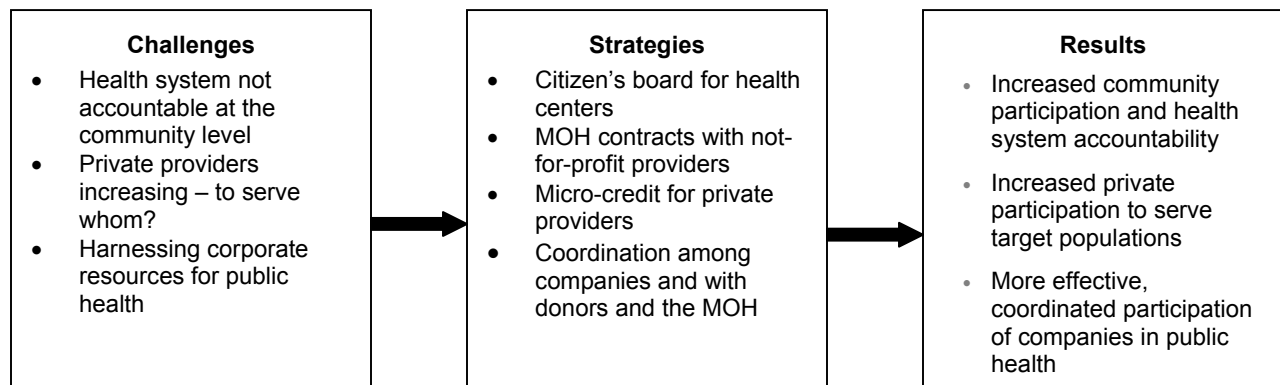 Challenges
• Health system not
accountable at the
community level
• Private providers
increasing – to serve
whom?
• Harnessing corporate
resources for public
health
Strategies
• Citizen’s board for health
centers
• MOH contracts with not-
for-profit providers
• Micro-credit for private
providers
• Coordination among
companies and with
donors and the MOH
Results
• Increased community
participation and health
system accountability
• Increased private
participation to serve
target populations
• More effective,
coordinated participation
of companies in public
health